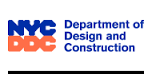 NYC Department of
DDC Design and
Construction